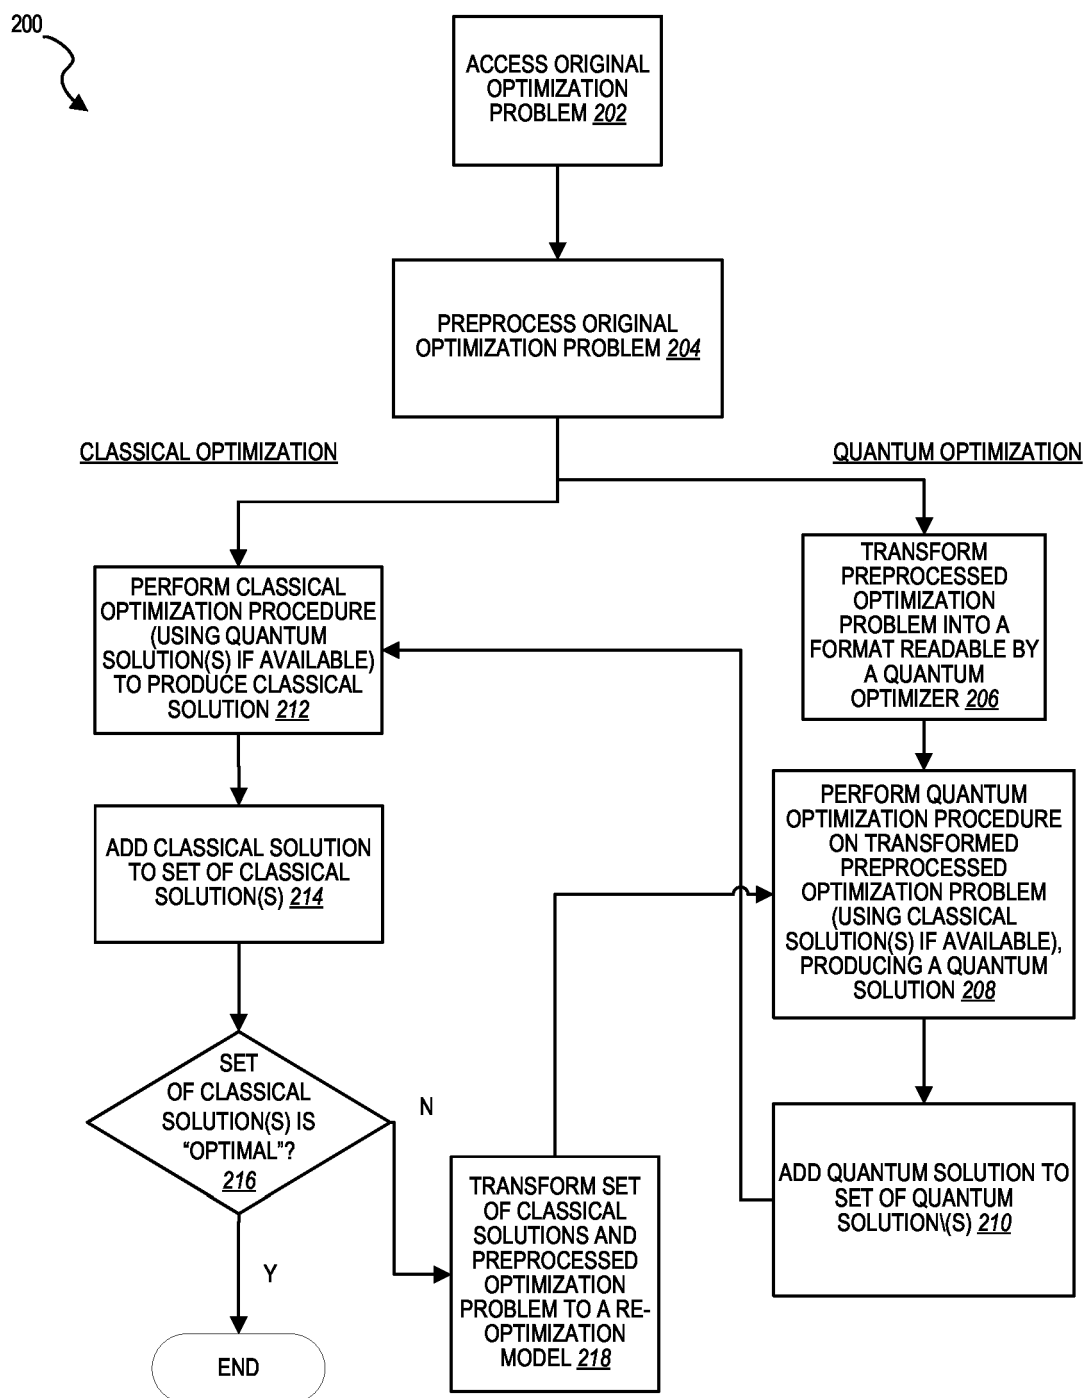 200
ACCESS ORIGINAL
OPTIMIZATION
PROBLEM 202
PREPROCESS ORIGINAL
OPTIMIZATION PROBLEM 204
CLASSICAL OPTIMIZATION
QUANTUM OPTIMIZATION
PERFORM CLASSICAL
OPTIMIZATION PROCEDURE
(USING QUANTUM
SOLUTION(S) IF AVAILABLE)
TO PRODUCE CLASSICAL
SOLUTION 212
TRANSFORM
PREPROCESSED
OPTIMIZATION
PROBLEM INTO A
FORMAT READABLE BY
A QUANTUM
OPTIMIZER 206
ADD CLASSICAL SOLUTION
TO SET OF CLASSICAL
SOLUTION(S) 214
PERFORM QUANTUM
OPTIMIZATION PROCEDURE
ON TRANSFORMED
PREPROCESSED
OPTIMIZATION PROBLEM
(USING CLASSICAL
SOLUTION(S) IF AVAILABLE),
PRODUCING A QUANTUM
SOLUTION 208
SET
OF CLASSICAL
SOLUTION(S) IS
“OPTIMAL”?
216
N
Y
TRANSFORM SET
OF CLASSICAL
SOLUTIONS AND
PREPROCESSED
OPTIMIZATION
PROBLEM TO A RE-
OPTIMIZATION
MODEL 218
ADD QUANTUM SOLUTION TO
SET OF QUANTUM
SOLUTION\(S) 210
END